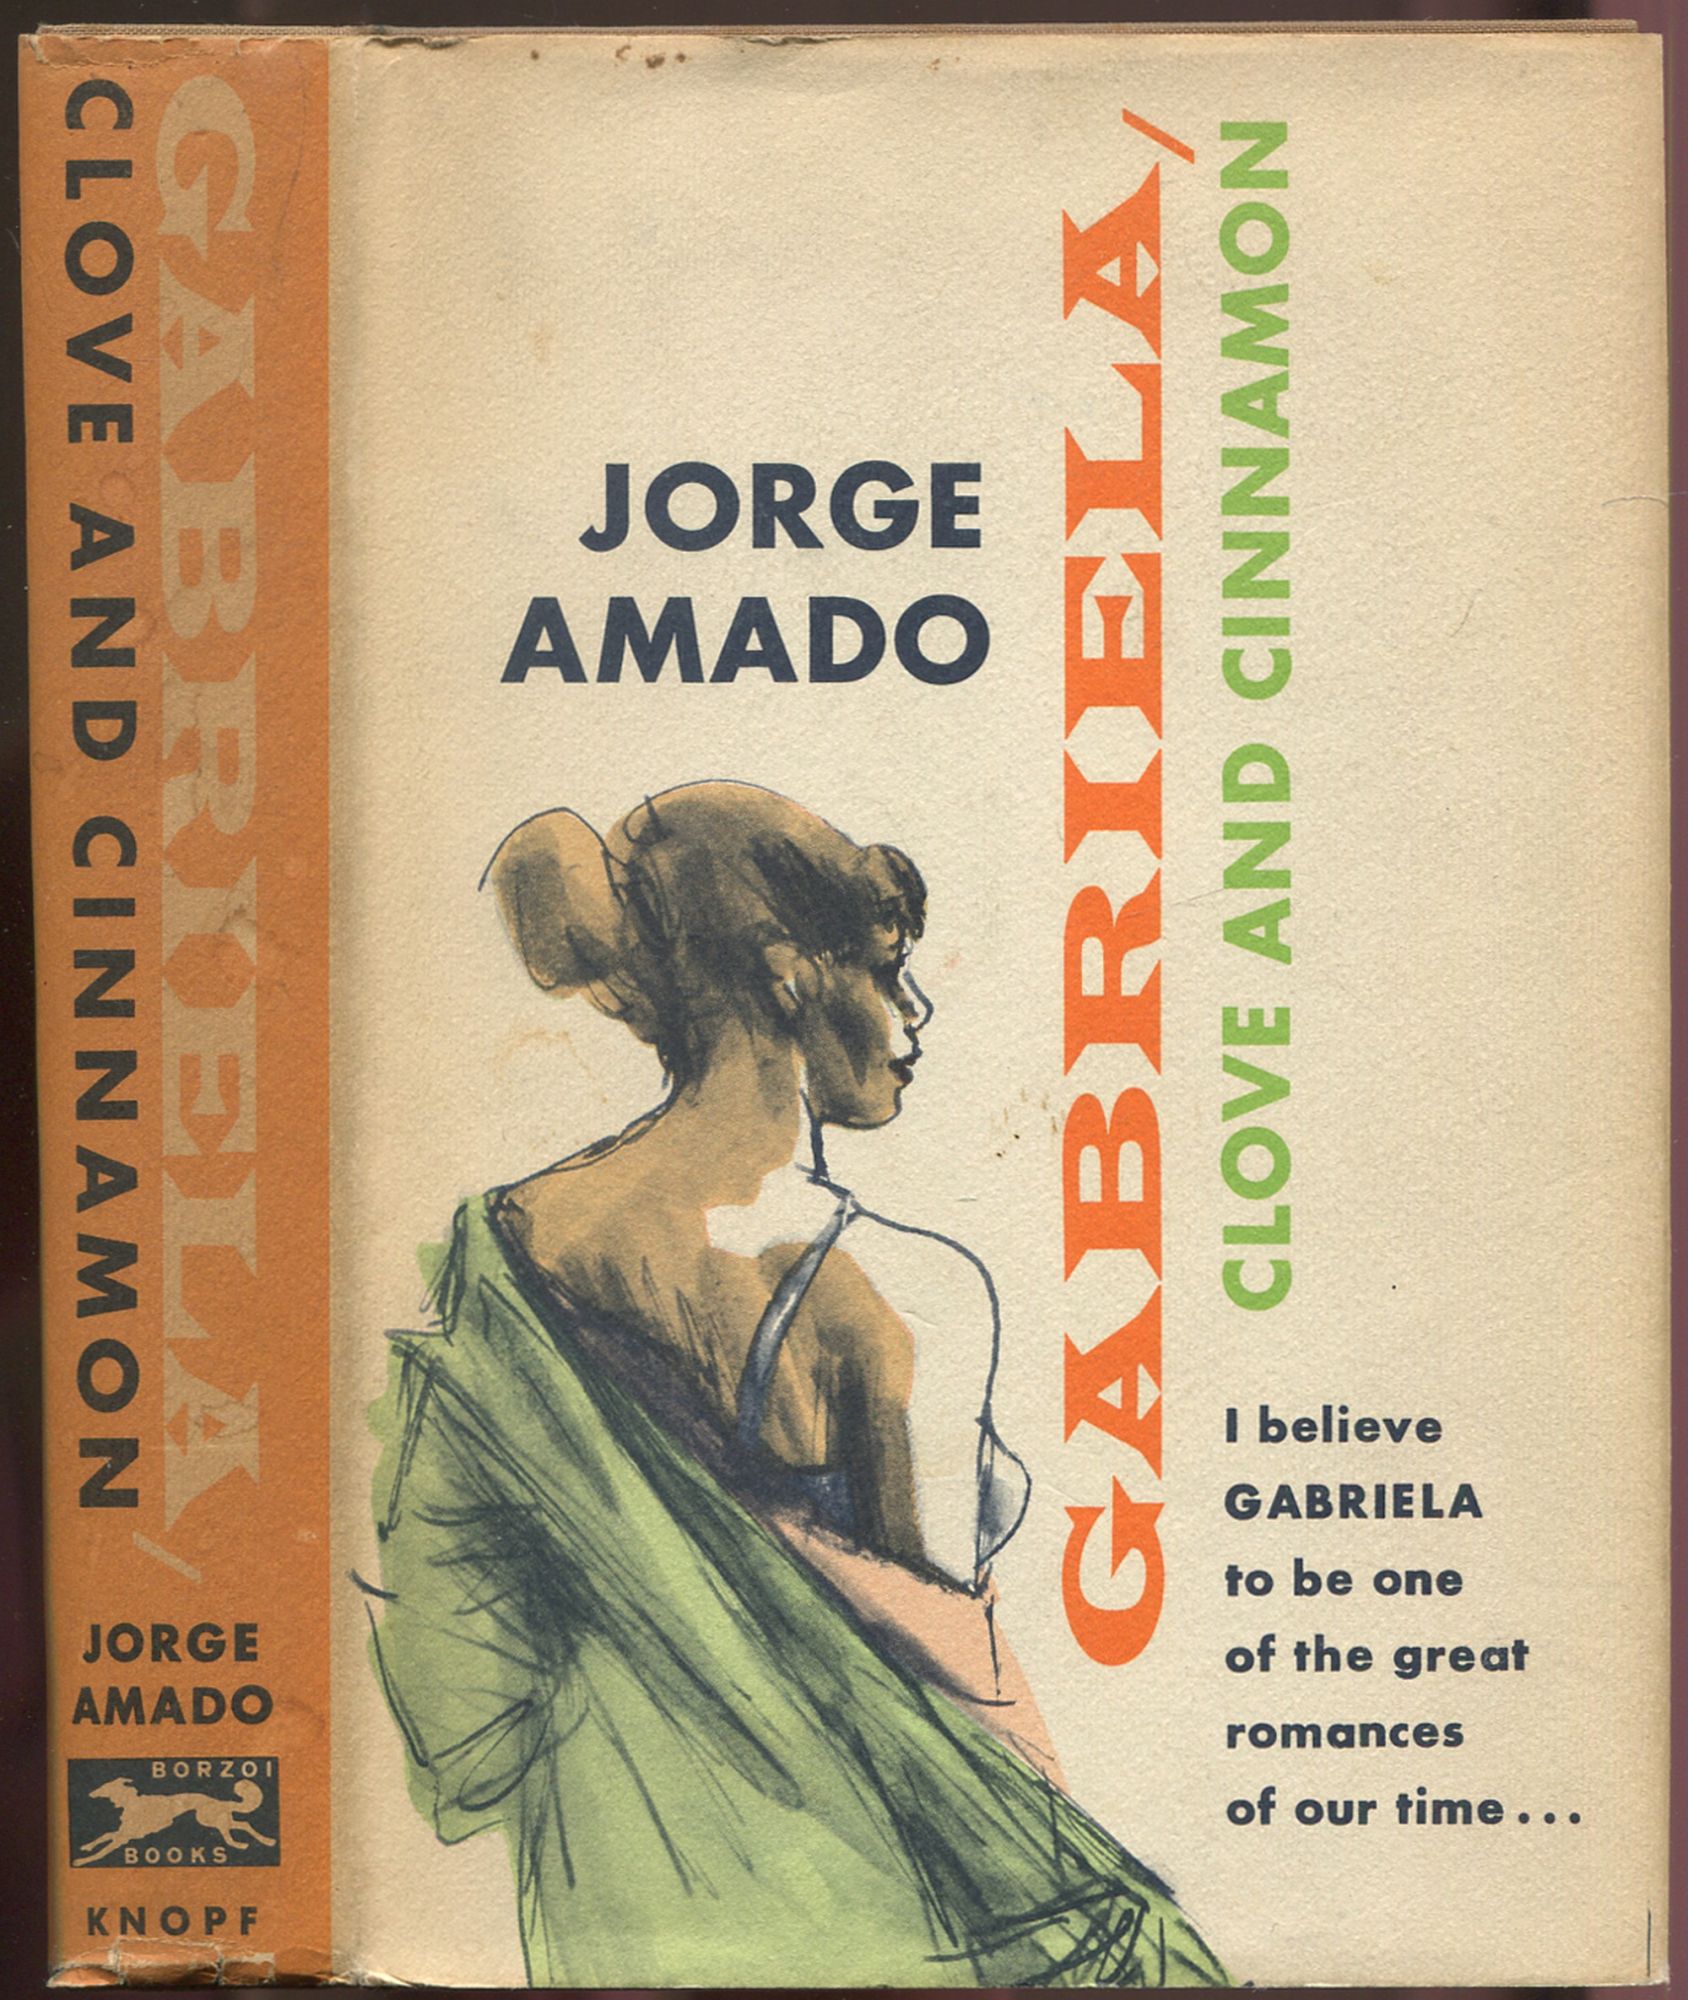 CLOVE AND CINNAMON
GABRIELA/
JORGE
AMADO
BORZOI
BOOKS
KNOPF
JORGE
AMADO
GABRIELA/
CLOVE AND CINNAMON
I believe
GABRIELA
to be one
of the great
romances
of our time...